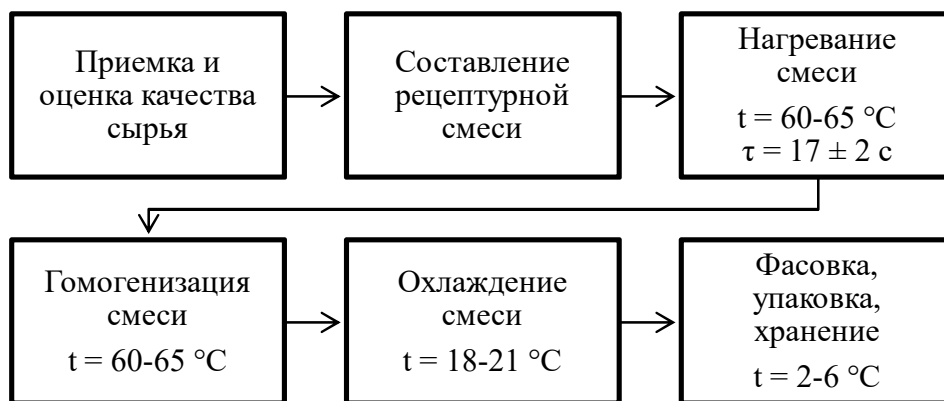 Приемка и
оценка качества
сырья
Составление
рецептурной
смеси
Нагревание
смеси
t = 60-65 °C
τ = 17 ± 2 с
Гомогенизация
смеси
t = 60-65 °C
Охлаждение
смеси
t = 18-21 °C
Фасовка,
упаковка,
хранение
t = 2-6 °C